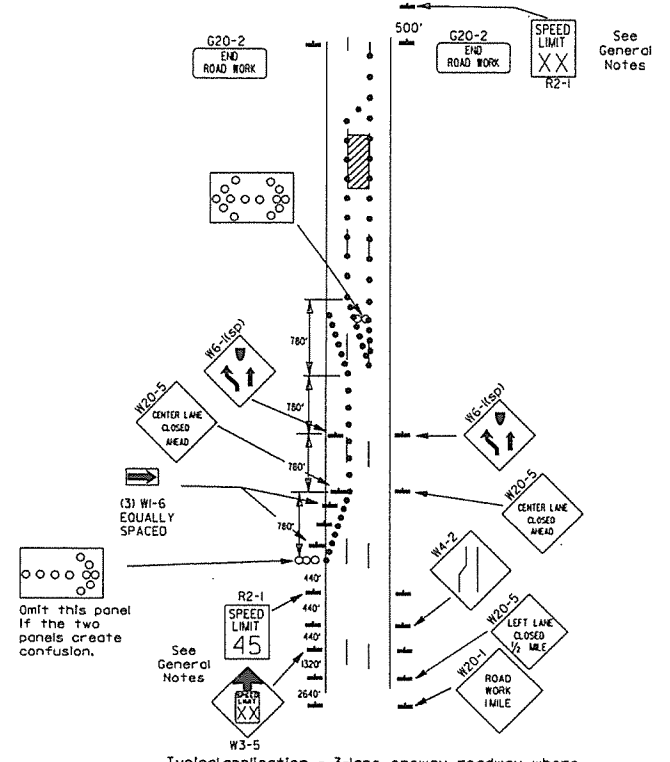 500'
SPEED
LIMIT
XX
R2-1
See
General
Notes
G20-2
END
ROAD WORK
G20-2
END
ROAD WORK
780'
780'
780'
780'
W6-1(sp)
W20-5
CENTER LANE
CLOSED
AHEAD
(3) W1-6
EQUALLY
SPACED
Omit this panel
if the two
panels create
confusion.
440'
440'
440'
1320'
2640'
R2-1
SPEED
LIMIT
45
See
General
Notes
SPEED
LIMIT
XX
W3-5
W6-1(sp)
W20-5
CENTER LANE
CLOSED
AHEAD
W4-2
W20-5
LEFT LANE
CLOSED
1/2 MILE
W20-1
ROAD
WORK
1 MILE
Typical application - 3-lane oneway roadway where